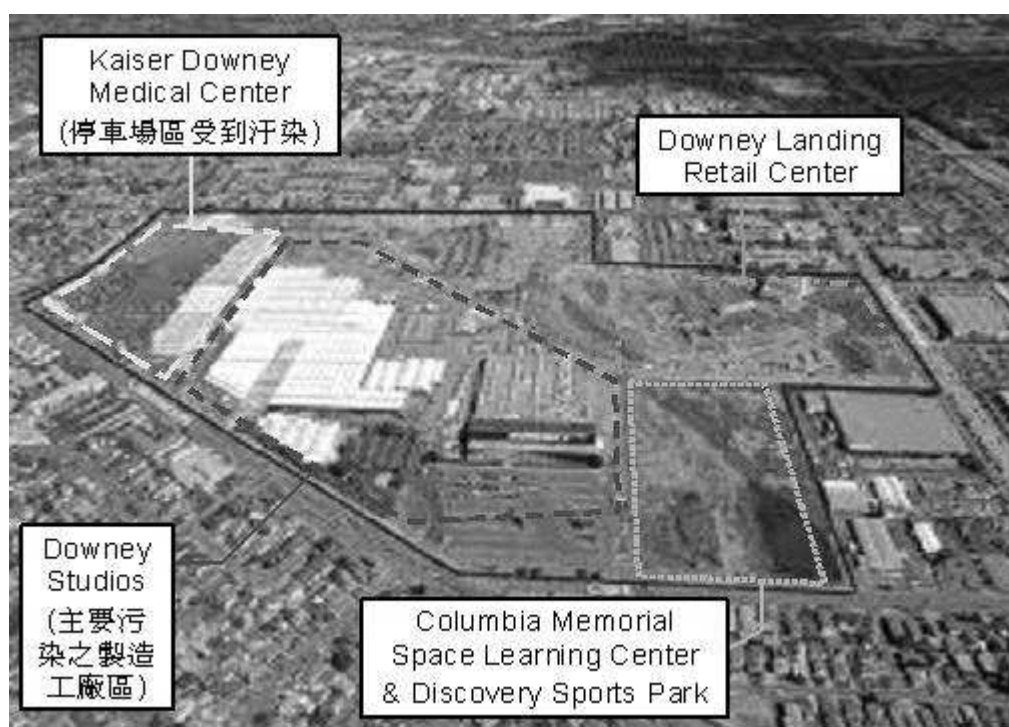 Kaiser Downey
Medical Center
(停車場區受到汙染)
Downey Landing
Retail Center
Downey
Studios
(主要污
染之製造
工廠區)
Columbia Memorial
Space Learning Center
& Discovery Sports Park